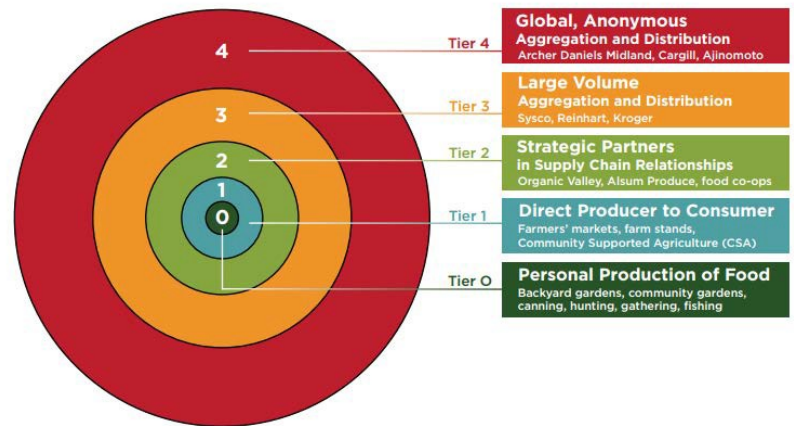 4
Tier 4
Global, Anonymous
Aggregation and Distribution
Archer Daniels Midland, Cargill, Ajinomoto
3
Tier 3
Large Volume
Aggregation and Distribution
Sysco, Reinhart, Kroger
2
Tier 2
Strategic Partners
in Supply Chain Relationships
Organic Valley, Alsum Produce, food co-ops
1
Tier 1
Direct Producer to Consumer
Farmers' markets, farm stands,
Community Supported Agriculture (CSA)
0
Tier O
Personal Production of Food
Backyard gardens, community gardens,
canning, hunting, gathering, fishing